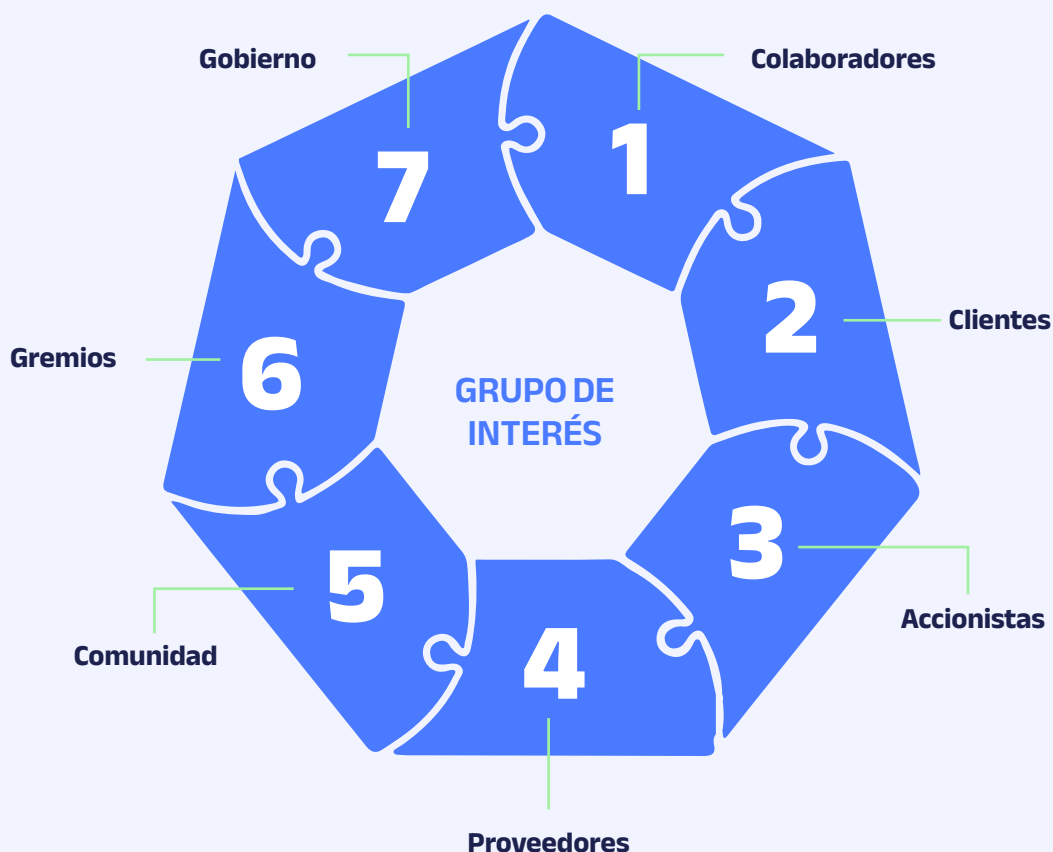 Gobierno
Colaboradores
7
1
2
Clientes
Gremios
6
GRUPO DE
INTERÉS
3
5
Accionistas
4
Comunidad
Proveedores